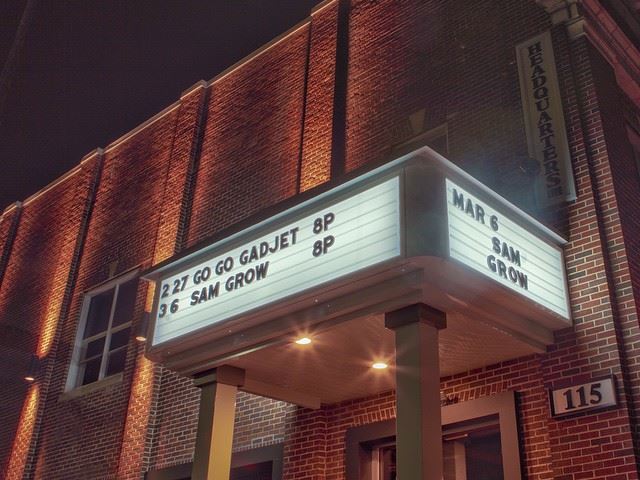 HEADQUARTERS
2 27 GO GO GADJET 8P
3 6 SAM GROW 8P
MAR 6
SAM
GROW
115